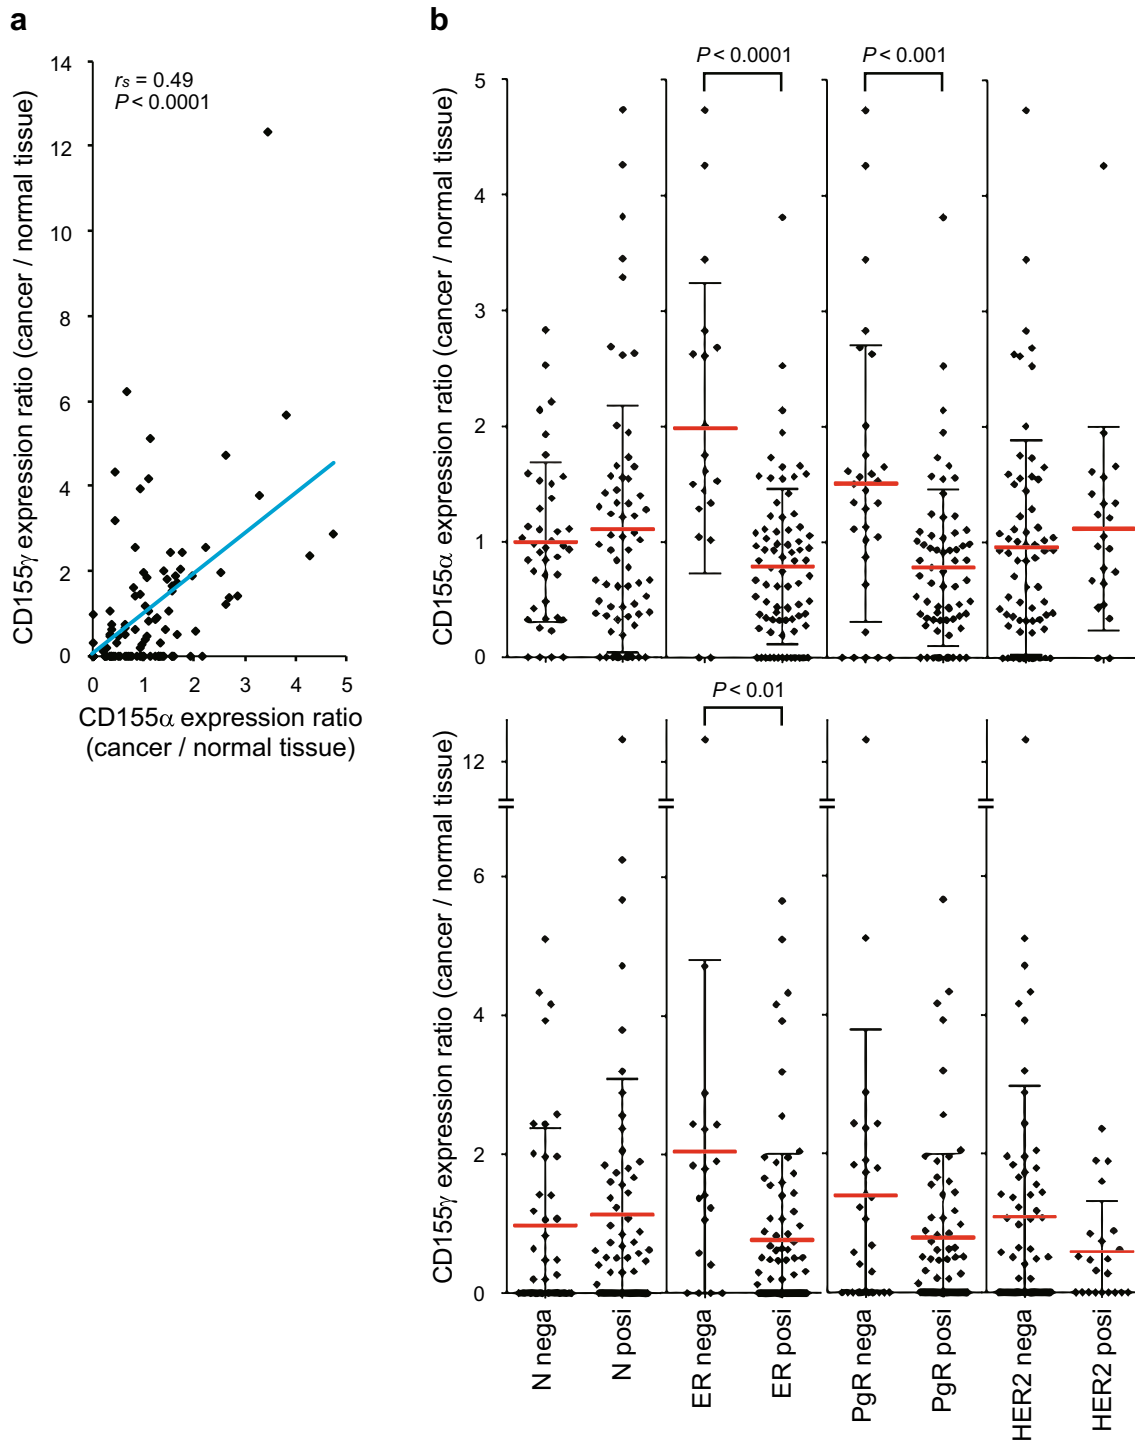 a
rs = 0.49
P < 0.0001
14
12
10
8
6
4
2
0
0 1 2 3 4 5
CD155γ expression ratio (cancer / normal tissue)
CD155α expression ratio
(cancer / normal tissue)
b
P < 0.0001
P < 0.001
5
4
3
2
1
0
CD155α expression ratio (cancer / normal tissue)
P < 0.01
12
6
4
2
0
CD155γ expression ratio (cancer / normal tissue)
N nega
N posi
ER nega
ER posi
PgR nega
PgR posi
HER2 nega
HER2 posi